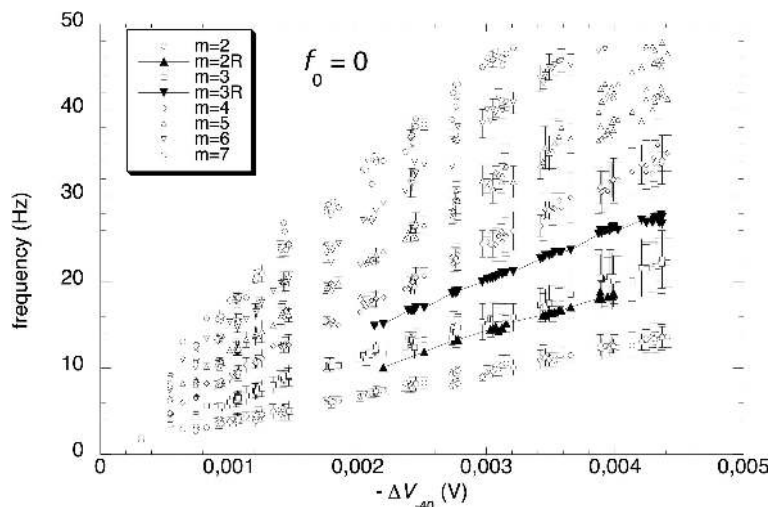 50
40
30
20
10
0
frequency (Hz)
m=2
m=2R
m=3
m=3R
m=4
m=5
m=6
m=7
f0 = 0
0
0,001
0,002
0,003
0,004
0,005
- ΔV-40 (V)